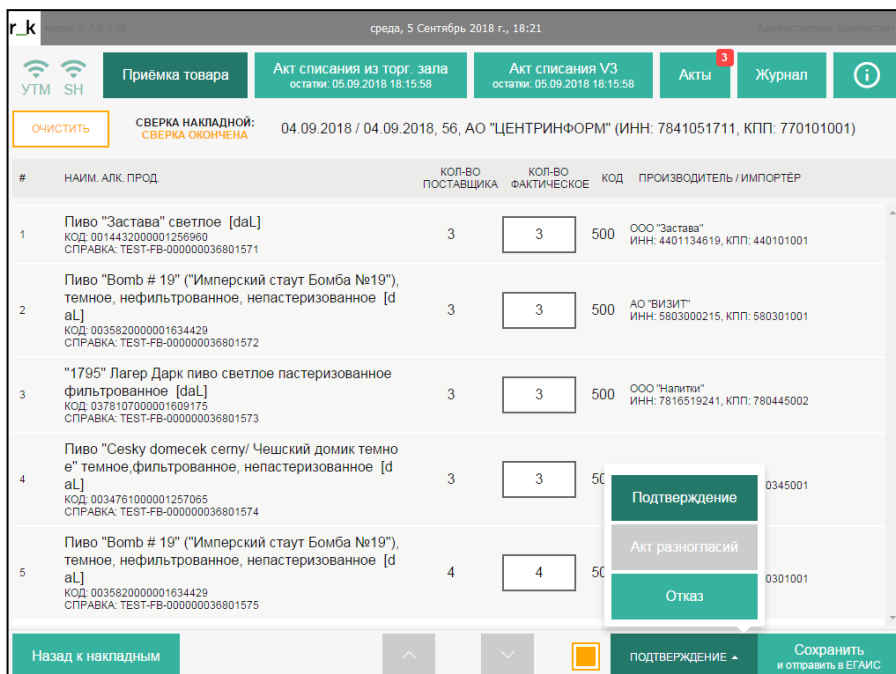 r_k
среда, 5 Сентябрь 2018 г., 18:21
УТМ SH
Приёмка товара
Акт списания из торг. зала
остатки: 05.09.2018 18:15:58
Акт списания V3
остатки: 05.09.2018 18:15:58
Акты
3
Журнал
ОЧИСТИТЬ
СВЕРКА НАКЛАДНОЙ:
СВЕРКА ОКОНЧЕНА
04.09.2018 / 04.09.2018, 56, АО "ЦЕНТРИНФОРМ" (ИНН: 7841051711, КПП: 770101001)
# НАИМ. АЛК. ПРОД. КОЛ-ВО ПОСТАВЩИКА КОЛ-ВО ФАКТИЧЕСКОЕ КОД ПРОИЗВОДИТЕЛЬ / ИМПОРТЁР
1
Пиво "Застава" светлое [daL]
КОД: 0014432000001256960
СПРАВКА: TEST-FB-000000036801571
3 3 500
ООО "Застава"
ИНН: 4401134619, КПП: 440101001
2
Пиво "Bomb # 19" ("Имперский стаут Бомба №19"),
темное, нефильтрованное, непастеризованное [d
aL]
КОД: 0035820000001634429
СПРАВКА: TEST-FB-000000036801572
3 3 500
АО "ВИЗИТ"
ИНН: 5803000215, КПП: 580301001
3
"1795" Лагер Дарк пиво светлое пастеризованное
фильтрованное [daL]
КОД: 0378107000001609175
СПРАВКА: TEST-FB-000000036801573
3 3 500
ООО "Напитки"
ИНН: 7816519241, КПП: 780445002
4
Пиво "Cesky domecek cerny/ Чешский домик темно
е" темное,фильтрованное, непастеризованное [d
aL]
КОД: 0034761000001257065
СПРАВКА: TEST-FB-000000036801574
3 3 50
0345001
5
Пиво "Bomb # 19" ("Имперский стаут Бомба №19"),
темное, нефильтрованное, непастеризованное [d
aL]
КОД: 0035820000001634429
СПРАВКА: TEST-FB-000000036801575
4 4 50
0301001
Подтверждение
Акт разногласий
Отказ
Назад к накладным
ПОДТВЕРЖДЕНИЕ
Сохранить
и отправить в ЕГАИС